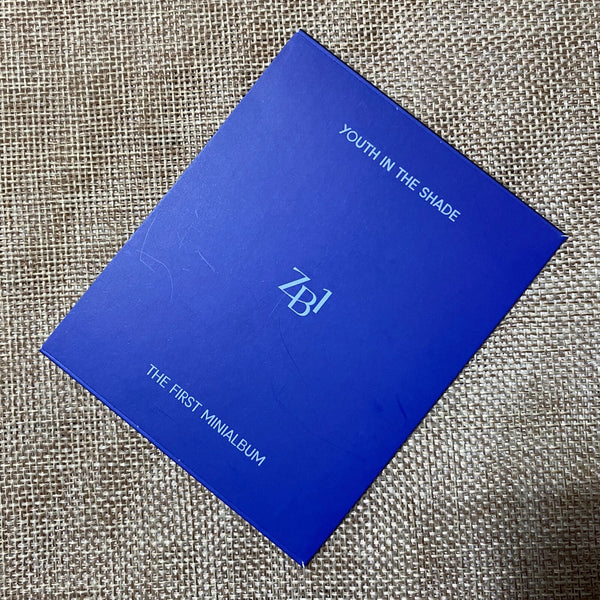 YOUTH IN THE SHADE
ZB1
THE FIRST MINIALBUM